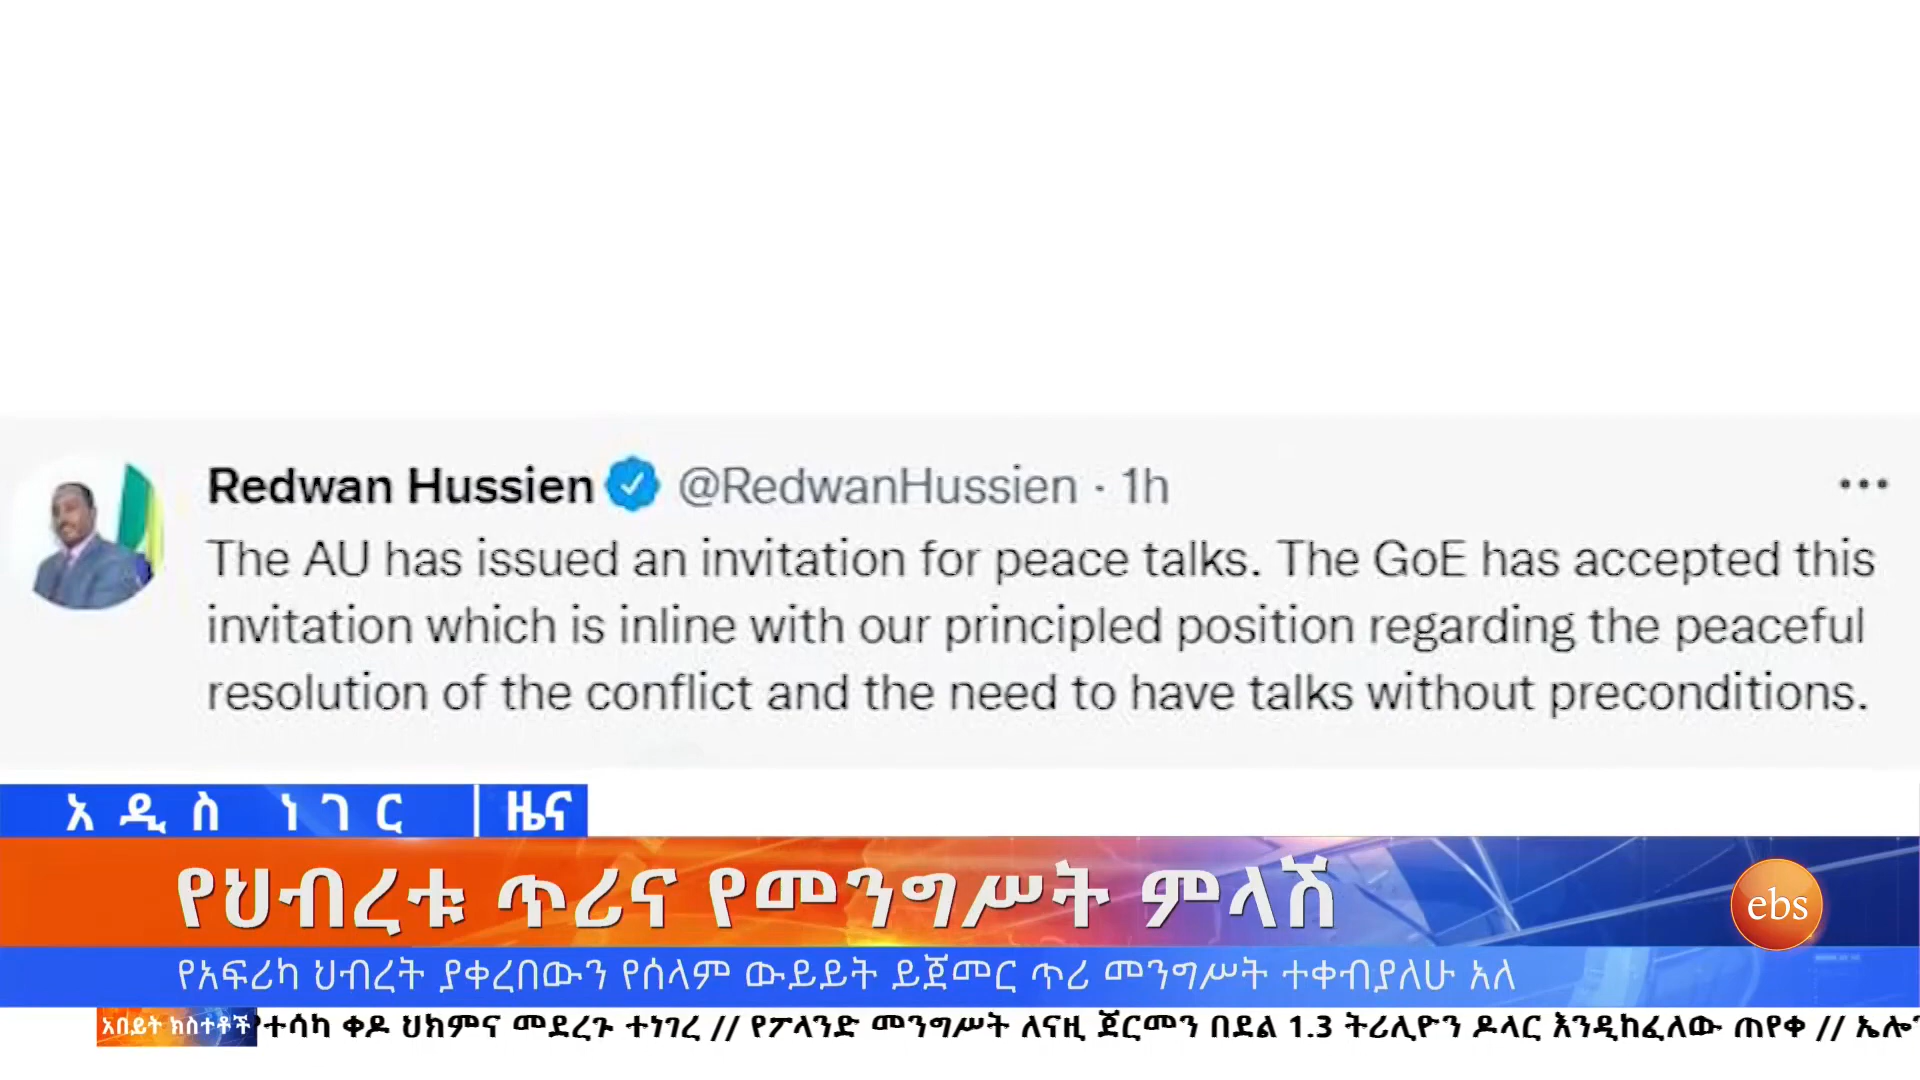 Redwan Hussien @RedwanHussien · 1h
The AU has issued an invitation for peace talks. The GoE has accepted this
invitation which is inline with our principled position regarding the peaceful
resolution of the conflict and the need to have talks without preconditions.
አዲስ ነገር | ዜና
የህብረቱ ጥሪና የመንግሥት ምላሽ
ebs
የአፍሪካ ህብረት ያቀረበውን የሰላም ውይይት ይጀመር ጥሪ መንግሥት ተቀብያለሁ አለ
አበይት ክስተቶች የተሳካ ቀዶ ህክምና መደረጉ ተነገረ // የፖላንድ መንግሥት ለናዚ ጀርመን በደል 1.3 ትሪሊዮን ዶላር እንዲከፈለው ጠየቀ //